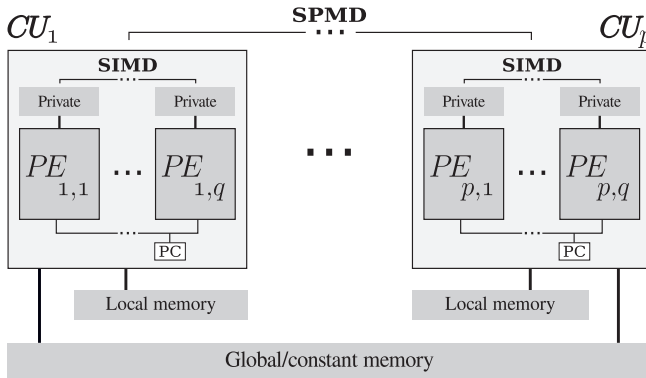 SPMD
CU1 ... CUp
SIMD ... SIMD
Private ... Private Private ... Private
PE1,1 ... PE1,q ... PEp,1 ... PEp,q
PC PC
Local memory Local memory
Global/constant memory